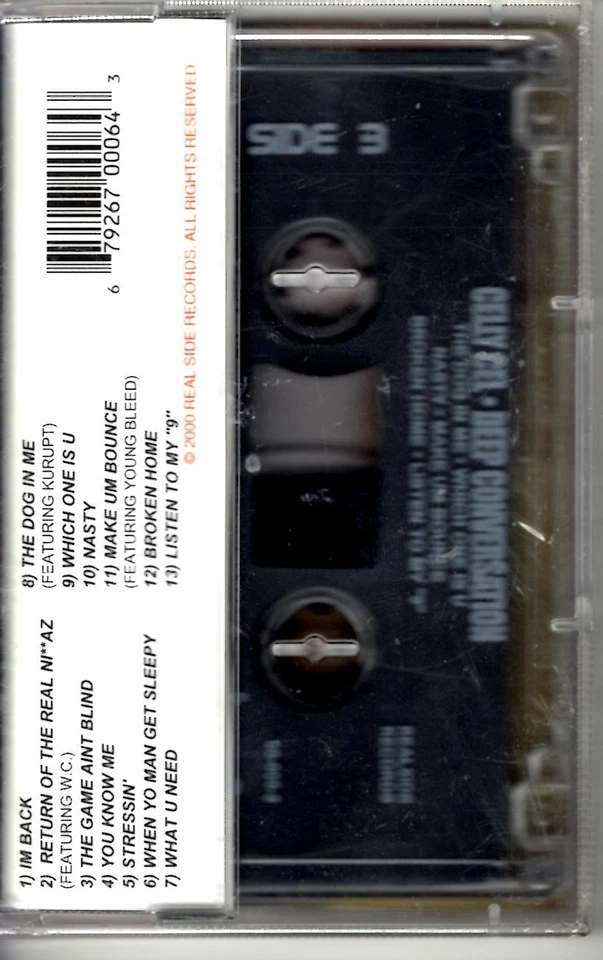 1) IM BACK
2) RETURN OF THE REAL NI**AZ
(FEATURING W.C.)
3) THE GAME AINT BLIND
4) YOU KNOW ME
5) STRESSIN'
6) WHEN YO MAN GET SLEEPY
7) WHAT U NEED
8) THE DOG IN ME
(FEATURING KURUPT)
9) WHICH ONE IS U
10) NASTY
11) MAKE UM BOUNCE
(FEATURING YOUNG BLEED)
12) BROKEN HOME
13) LISTEN TO MY "9"
6 79267 00064 3
© 2000 REAL SIDE RECORDS. ALL RIGHTS RESERVED
SIDE
CELLY CEL - DEEP CONVERSATION